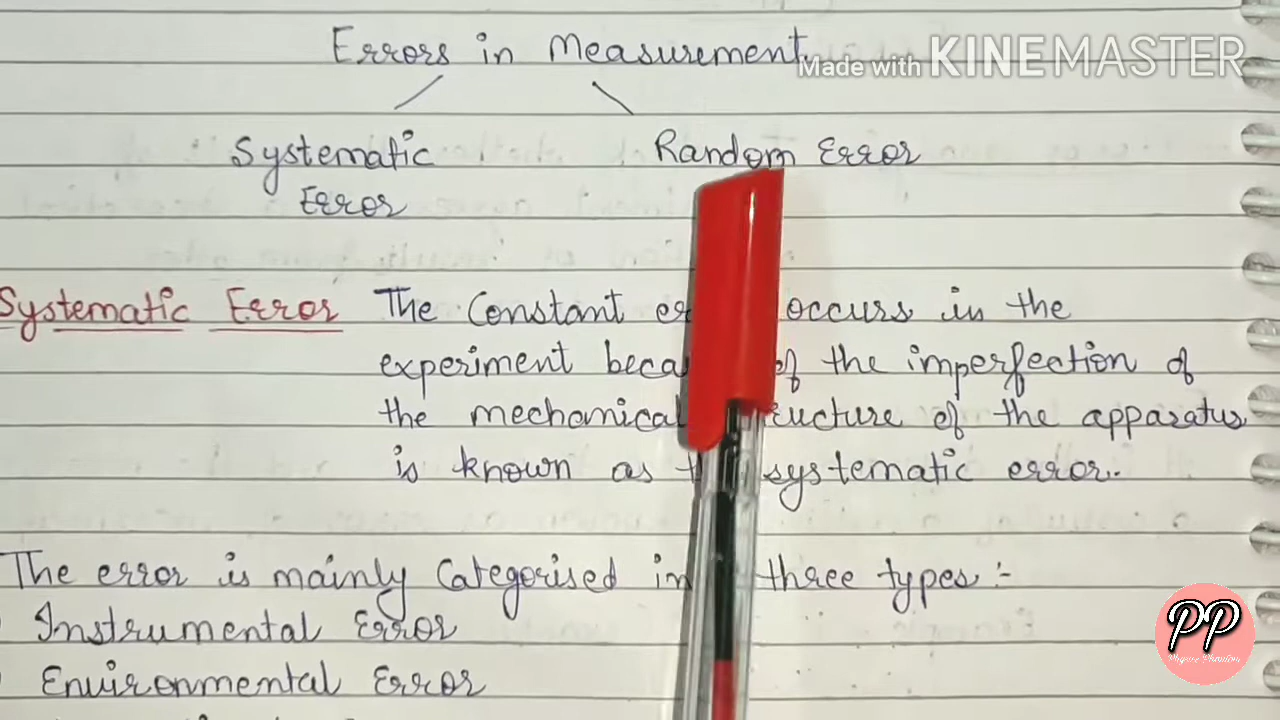 Errors in Measurement
Made with KINEMASTER
Systematic Random Error
Error
Systematic Error The Constant occurs in the
experiment of the imperfection of
the mechanical of the apparatus
is known as systematic error.
The error is mainly Categorised three types :-
Instrumental Error
Environmental Error
PP